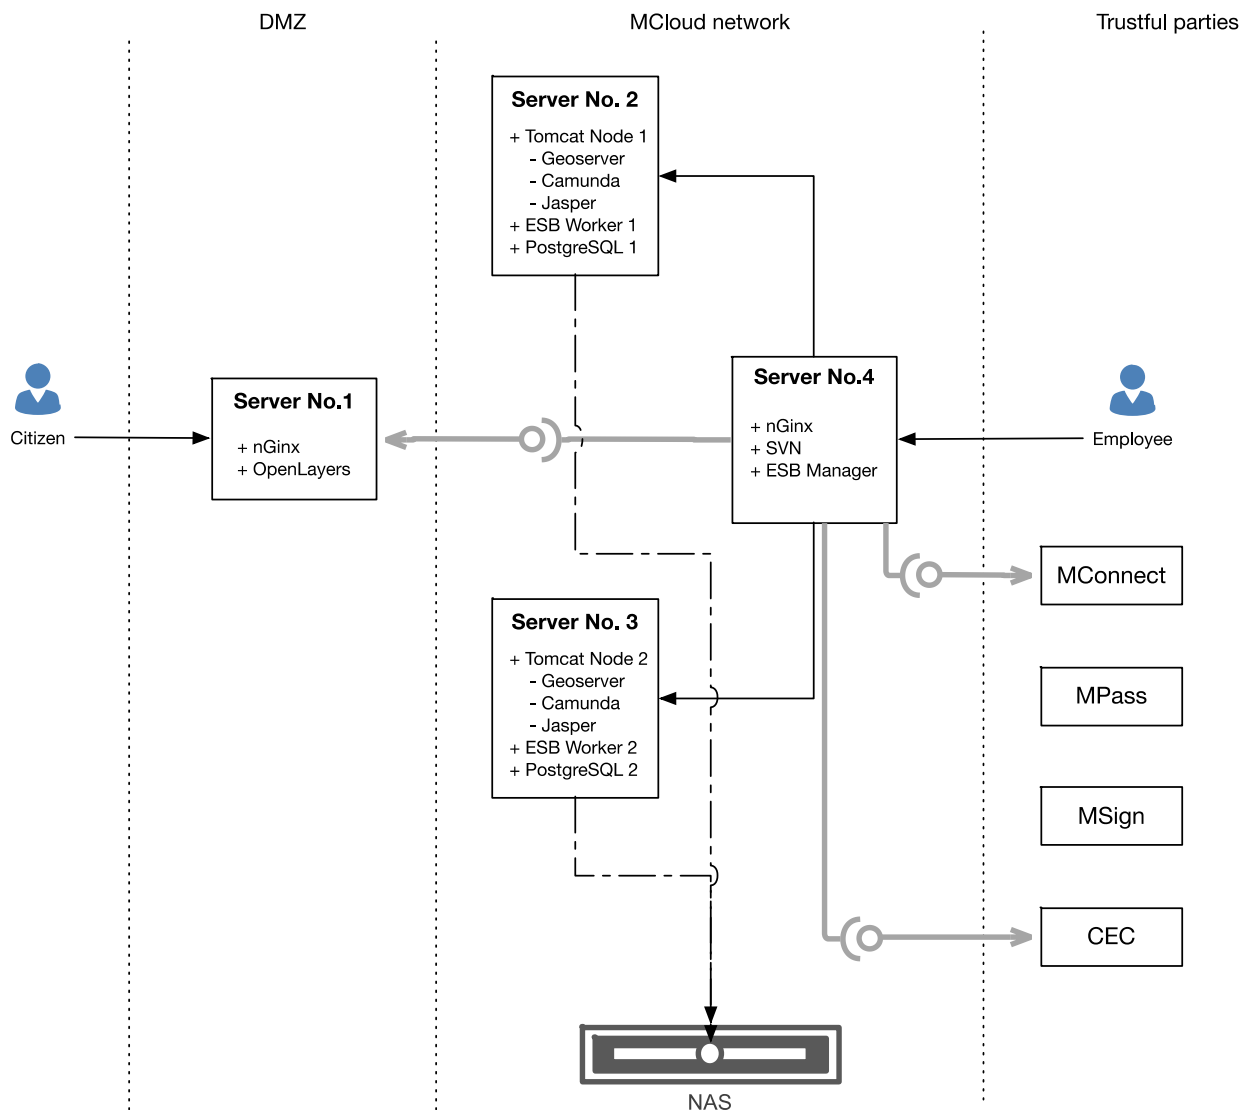 DMZ
MCloud network
Trustful parties
Server No. 2
+ Tomcat Node 1
- Geoserver
- Camunda
- Jasper
+ ESB Worker 1
+ PostgreSQL 1
Citizen
Server No.1
+ nGinx
+ OpenLayers
Server No.4
+ nGinx
+ SVN
+ ESB Manager
Employee
MConnect
Server No. 3
+ Tomcat Node 2
- Geoserver
- Camunda
- Jasper
+ ESB Worker 2
+ PostgreSQL 2
MPass
MSign
CEC
NAS